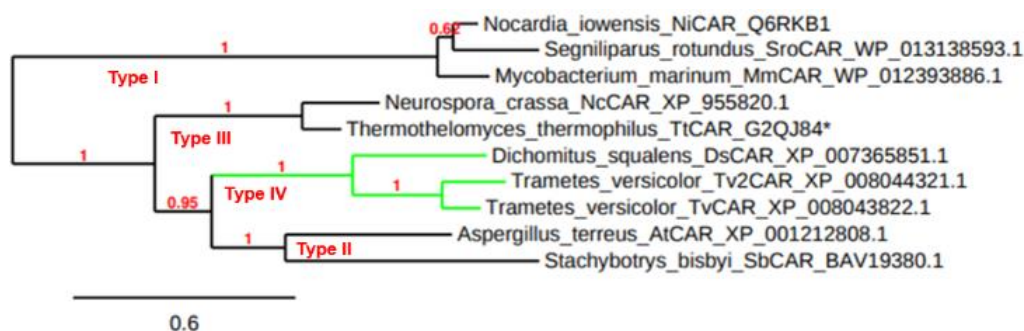 Nocardia_iowensis_NiCAR_Q6RKB1
0.62
Segniliparus_rotundus_SroCAR_WP_013138593.1
1
Type I
Mycobacterium_marinum_MmCAR_WP_012393886.1
Neurospora_crassa_NcCAR_XP_955820.1
1
Type III
Thermothelomyces_thermophilus_TtCAR_G2QJ84*
1
Dichomitus_squalens_DsCAR_XP_007365851.1
1
Type IV
1
Trametes_versicolor_Tv2CAR_XP_008044321.1
0.95
Trametes_versicolor_TvCAR_XP_008043822.1
1
Type II
Aspergillus_terreus_AtCAR_XP_001212808.1
Stachybotrys_bisbyi_SbCAR_BAV19380.1
0.6